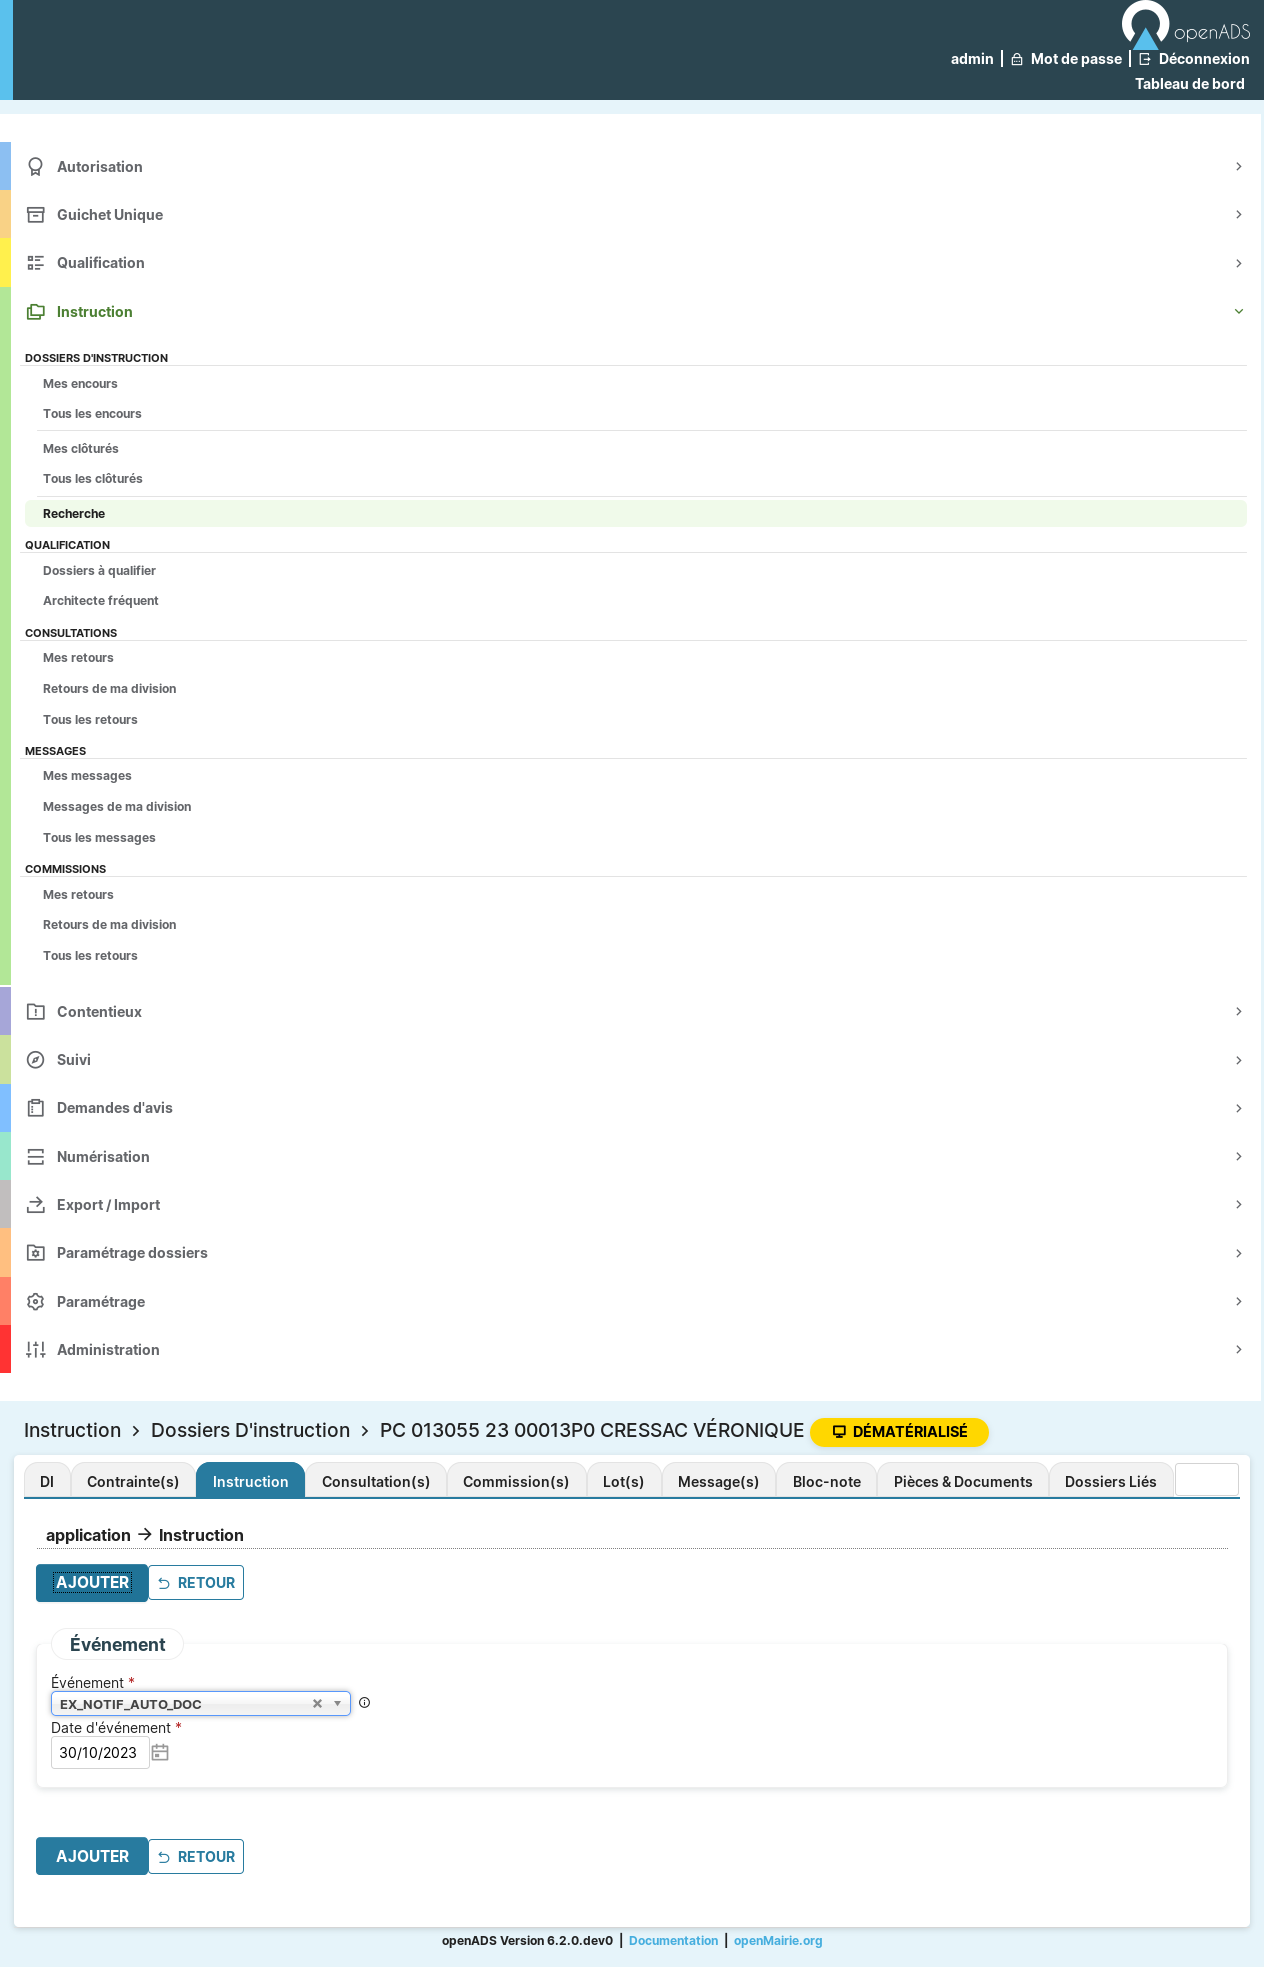 openADS
admin | Mot de passe | Déconnexion
Tableau de bord
Autorisation
Guichet Unique
Qualification
Instruction
DOSSIERS D'INSTRUCTION
Mes encours
Tous les encours
Mes clôturés
Tous les clôturés
Recherche
QUALIFICATION
Dossiers à qualifier
Architecte fréquent
CONSULTATIONS
Mes retours
Retours de ma division
Tous les retours
MESSAGES
Mes messages
Messages de ma division
Tous les messages
COMMISSIONS
Mes retours
Retours de ma division
Tous les retours
Contentieux
Suivi
Demandes d'avis
Numérisation
Export / Import
Paramétrage dossiers
Paramétrage
Administration
Instruction > Dossiers D'instruction > PC 013055 23 00013P0 CRESSAC VÉRONIQUE DÉMATÉRIALISÉ
DI Contrainte(s) Instruction Consultation(s) Commission(s) Lot(s) Message(s) Bloc-note Pièces & Documents Dossiers Liés
application → Instruction
AJOUTER RETOUR
Événement
Événement *
EX_NOTIF_AUTO_DOC
Date d'événement *
30/10/2023
AJOUTER RETOUR
openADS Version 6.2.0.dev0 | Documentation | openMairie.org